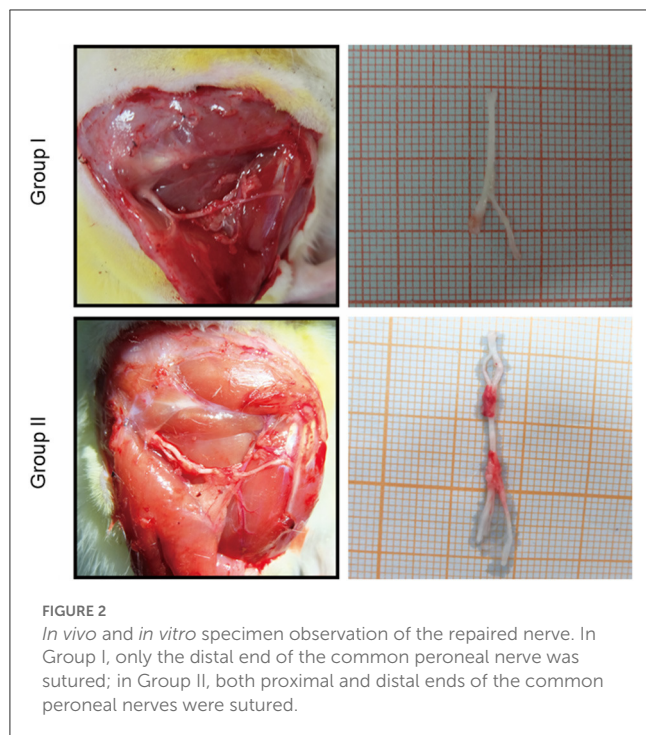 Group I
Group II
FIGURE 2
In vivo and in vitro specimen observation of the repaired nerve. In
Group I, only the distal end of the common peroneal nerve was
sutured; in Group II, both proximal and distal ends of the common
peroneal nerves were sutured.